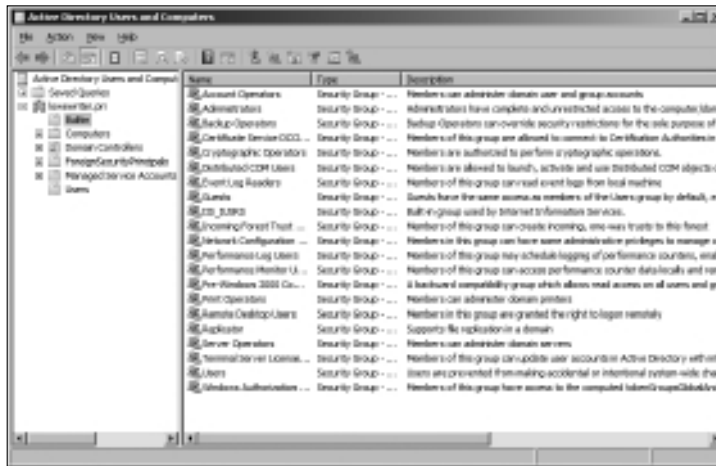 Active Directory Users and Computers
File Action View Help
Active Directory Users and Comput
Saved Queries
Builtin
Computers
Domain Controllers
ForeignSecurityPrincipals
Managed Service Accounts
Users
Name Type Description
Account Operators Security Group - ... Members can administer domain user and group accounts
Administrators Security Group - ... Administrators have complete and unrestricted access to the computer/dom
Backup Operators Security Group - ... Backup Operators can override security restrictions for the sole purpose of
Certificate Service DCO... Security Group - ... Members of this group are allowed to connect to Certification Authorities in
Cryptographic Operators Security Group - ... Members are authorized to perform cryptographic operations.
Distributed COM Users Security Group - ... Members are allowed to launch, activate and use Distributed COM objects o
Event Log Readers Security Group - ... Members of this group can read event logs from local machine
Guests Security Group - ... Guests have the same access as members of the Users group by default, e
IIS_IUSRS Security Group - ... Built-in group used by Internet Information Services.
Incoming Forest Trust ... Security Group - ... Members of this group can create incoming, one-way trusts to this forest
Network Configuration ... Security Group - ... Members in this group can have some administrative privileges to manage c
Performance Log Users Security Group - ... Members of this group may schedule logging of performance counters, enab
Performance Monitor U... Security Group - ... Members of this group can access performance counter data locally and rem
Pre-Windows 2000 Co... Security Group - ... A backward compatibility group which allows read access on all users and gr
Print Operators Security Group - ... Members can administer domain printers
Remote Desktop Users Security Group - ... Members in this group are granted the right to logon remotely
Replicator Security Group - ... Supports file replication in a domain
Server Operators Security Group - ... Members can administer domain servers
Terminal Server License... Security Group - ... Members of this group can update user accounts in Active Directory with
Users Security Group - ... Users are prevented from making accidental or intentional system-wide cha
Windows Authorization ... Security Group - ... Members of this group have access to the computed tokenGroupsGlobalAn